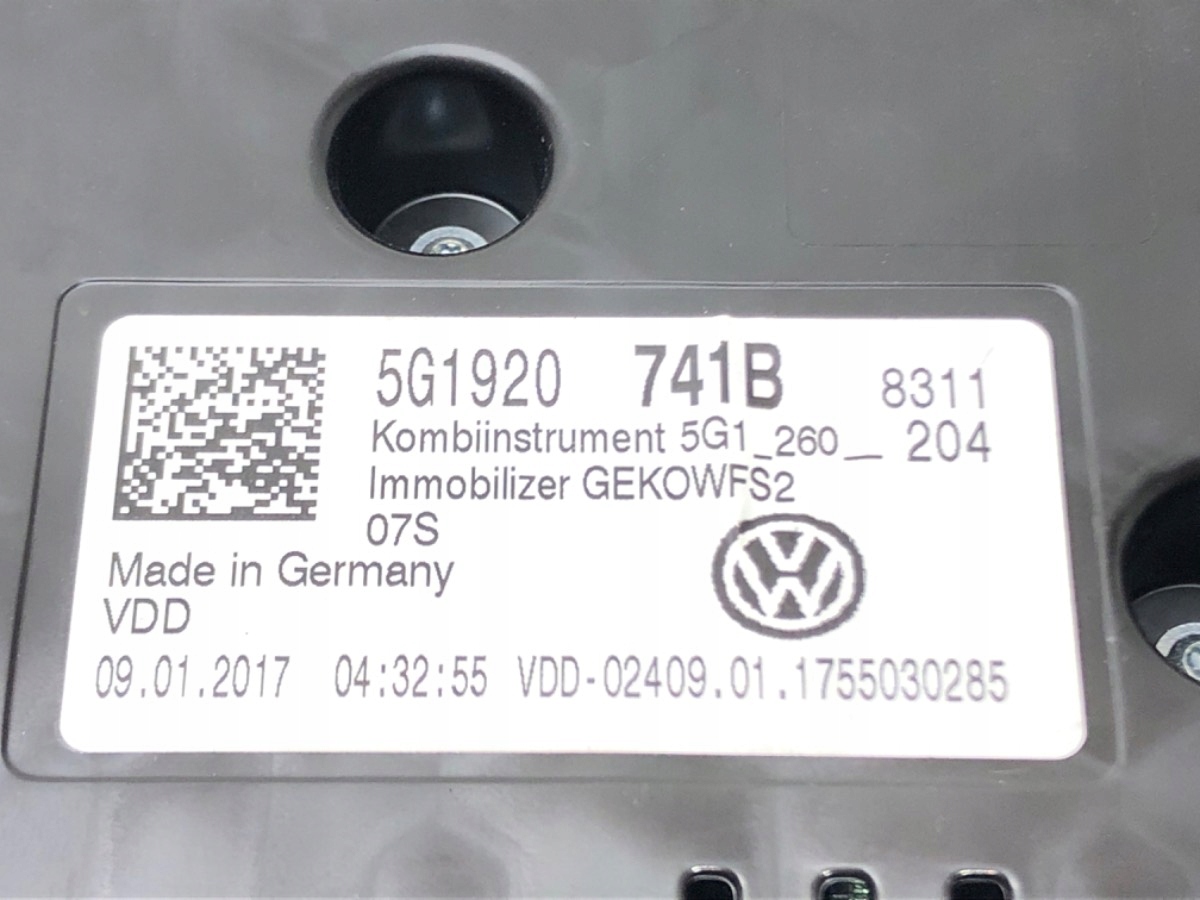 5G1920 741B 8311
Kombiinstrument 5G1_260__ 204
Immobilizer GEKOWFS2
07S
Made in Germany
VDD
09.01.2017 04:32:55 VDD-02409.01.1755030285